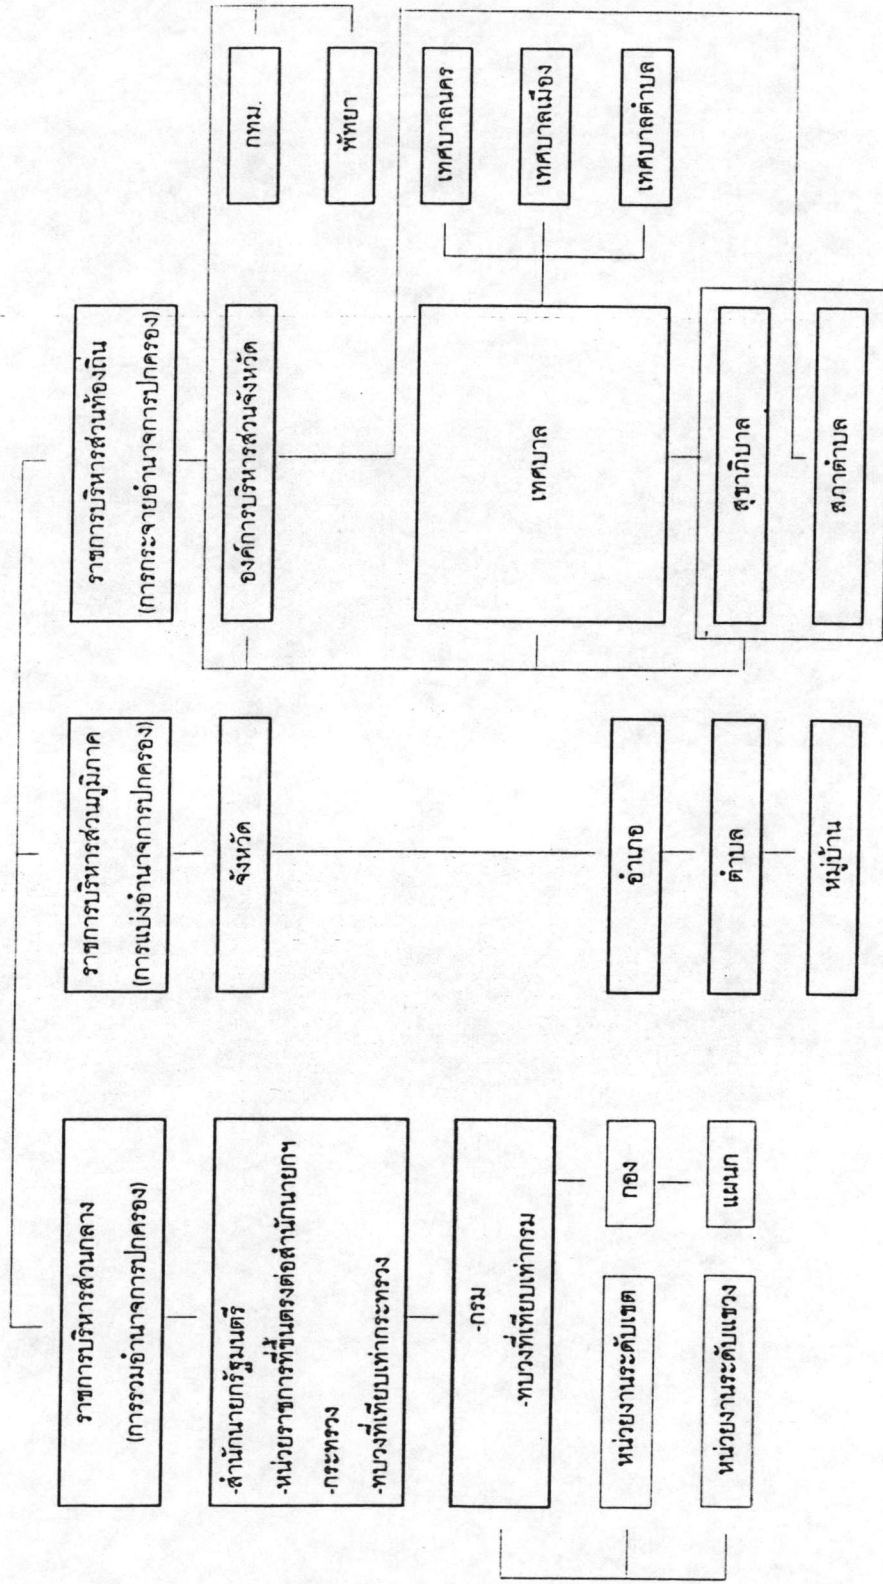 ราชการบริหารส่วนกลาง
(การรวมอำนาจการปกครอง)
-สำนักนายกรัฐมนตรี
-หน่วยราชการที่ขึ้นตรงต่อสำนักนายกฯ
-กระทรวง
-ทบวงที่เทียบเท่ากระทรวง
-กรม
-ทบวงที่เทียบเท่ากรม
หน่วยงานระดับเขต
กอง
หน่วยงานระดับแขวง
แผนก
ราชการบริหารส่วนภูมิภาค
(การแบ่งอำนาจการปกครอง)
จังหวัด
อำเภอ
ตำบล
หมู่บ้าน
ราชการบริหารส่วนท้องถิ่น
(การกระจายอำนาจการปกครอง)
องค์การบริหารส่วนจังหวัด
กทม.
พัทยา
เทศบาล
เทศบาลนคร
เทศบาลเมือง
เทศบาลตำบล
สุขาภิบาล
สภาตำบล